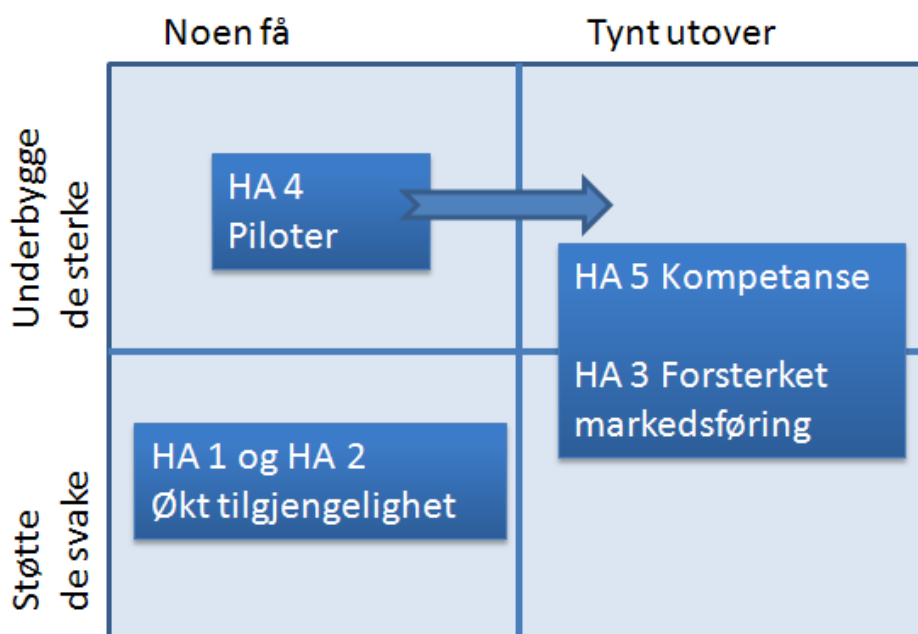 Noen få
Tynt utover
Underbygge
de sterke
HA 4
Piloter
HA 5 Kompetanse
HA 3 Forsterket
markedsføring
Støtte
de svake
HA 1 og HA 2
Økt tilgjengelighet